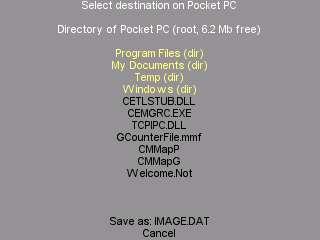 Select destination on Pocket PC
Directory of Pocket PC (root, 6.2 Mb free)
Program Files (dir)
My Documents (dir)
Temp (dir)
Windows (dir)
CETLSTUB.DLL
CEMGRC.EXE
TCPIPC.DLL
GCounterFile.mmf
CMMapP
CMMapG
Welcome.Not
Save as: IMAGE.DAT
Cancel